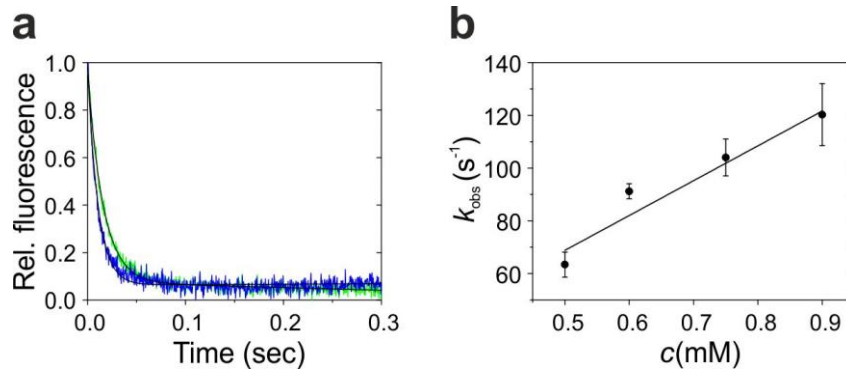 a
b
1.0
0.8
0.6
0.4
0.2
0.0
Rel. fluorescence
0.0 0.1 0.2 0.3
Time (sec)
140
120
100
80
60
k_obs (s⁻¹)
0.5 0.6 0.7 0.8 0.9
c(mM)